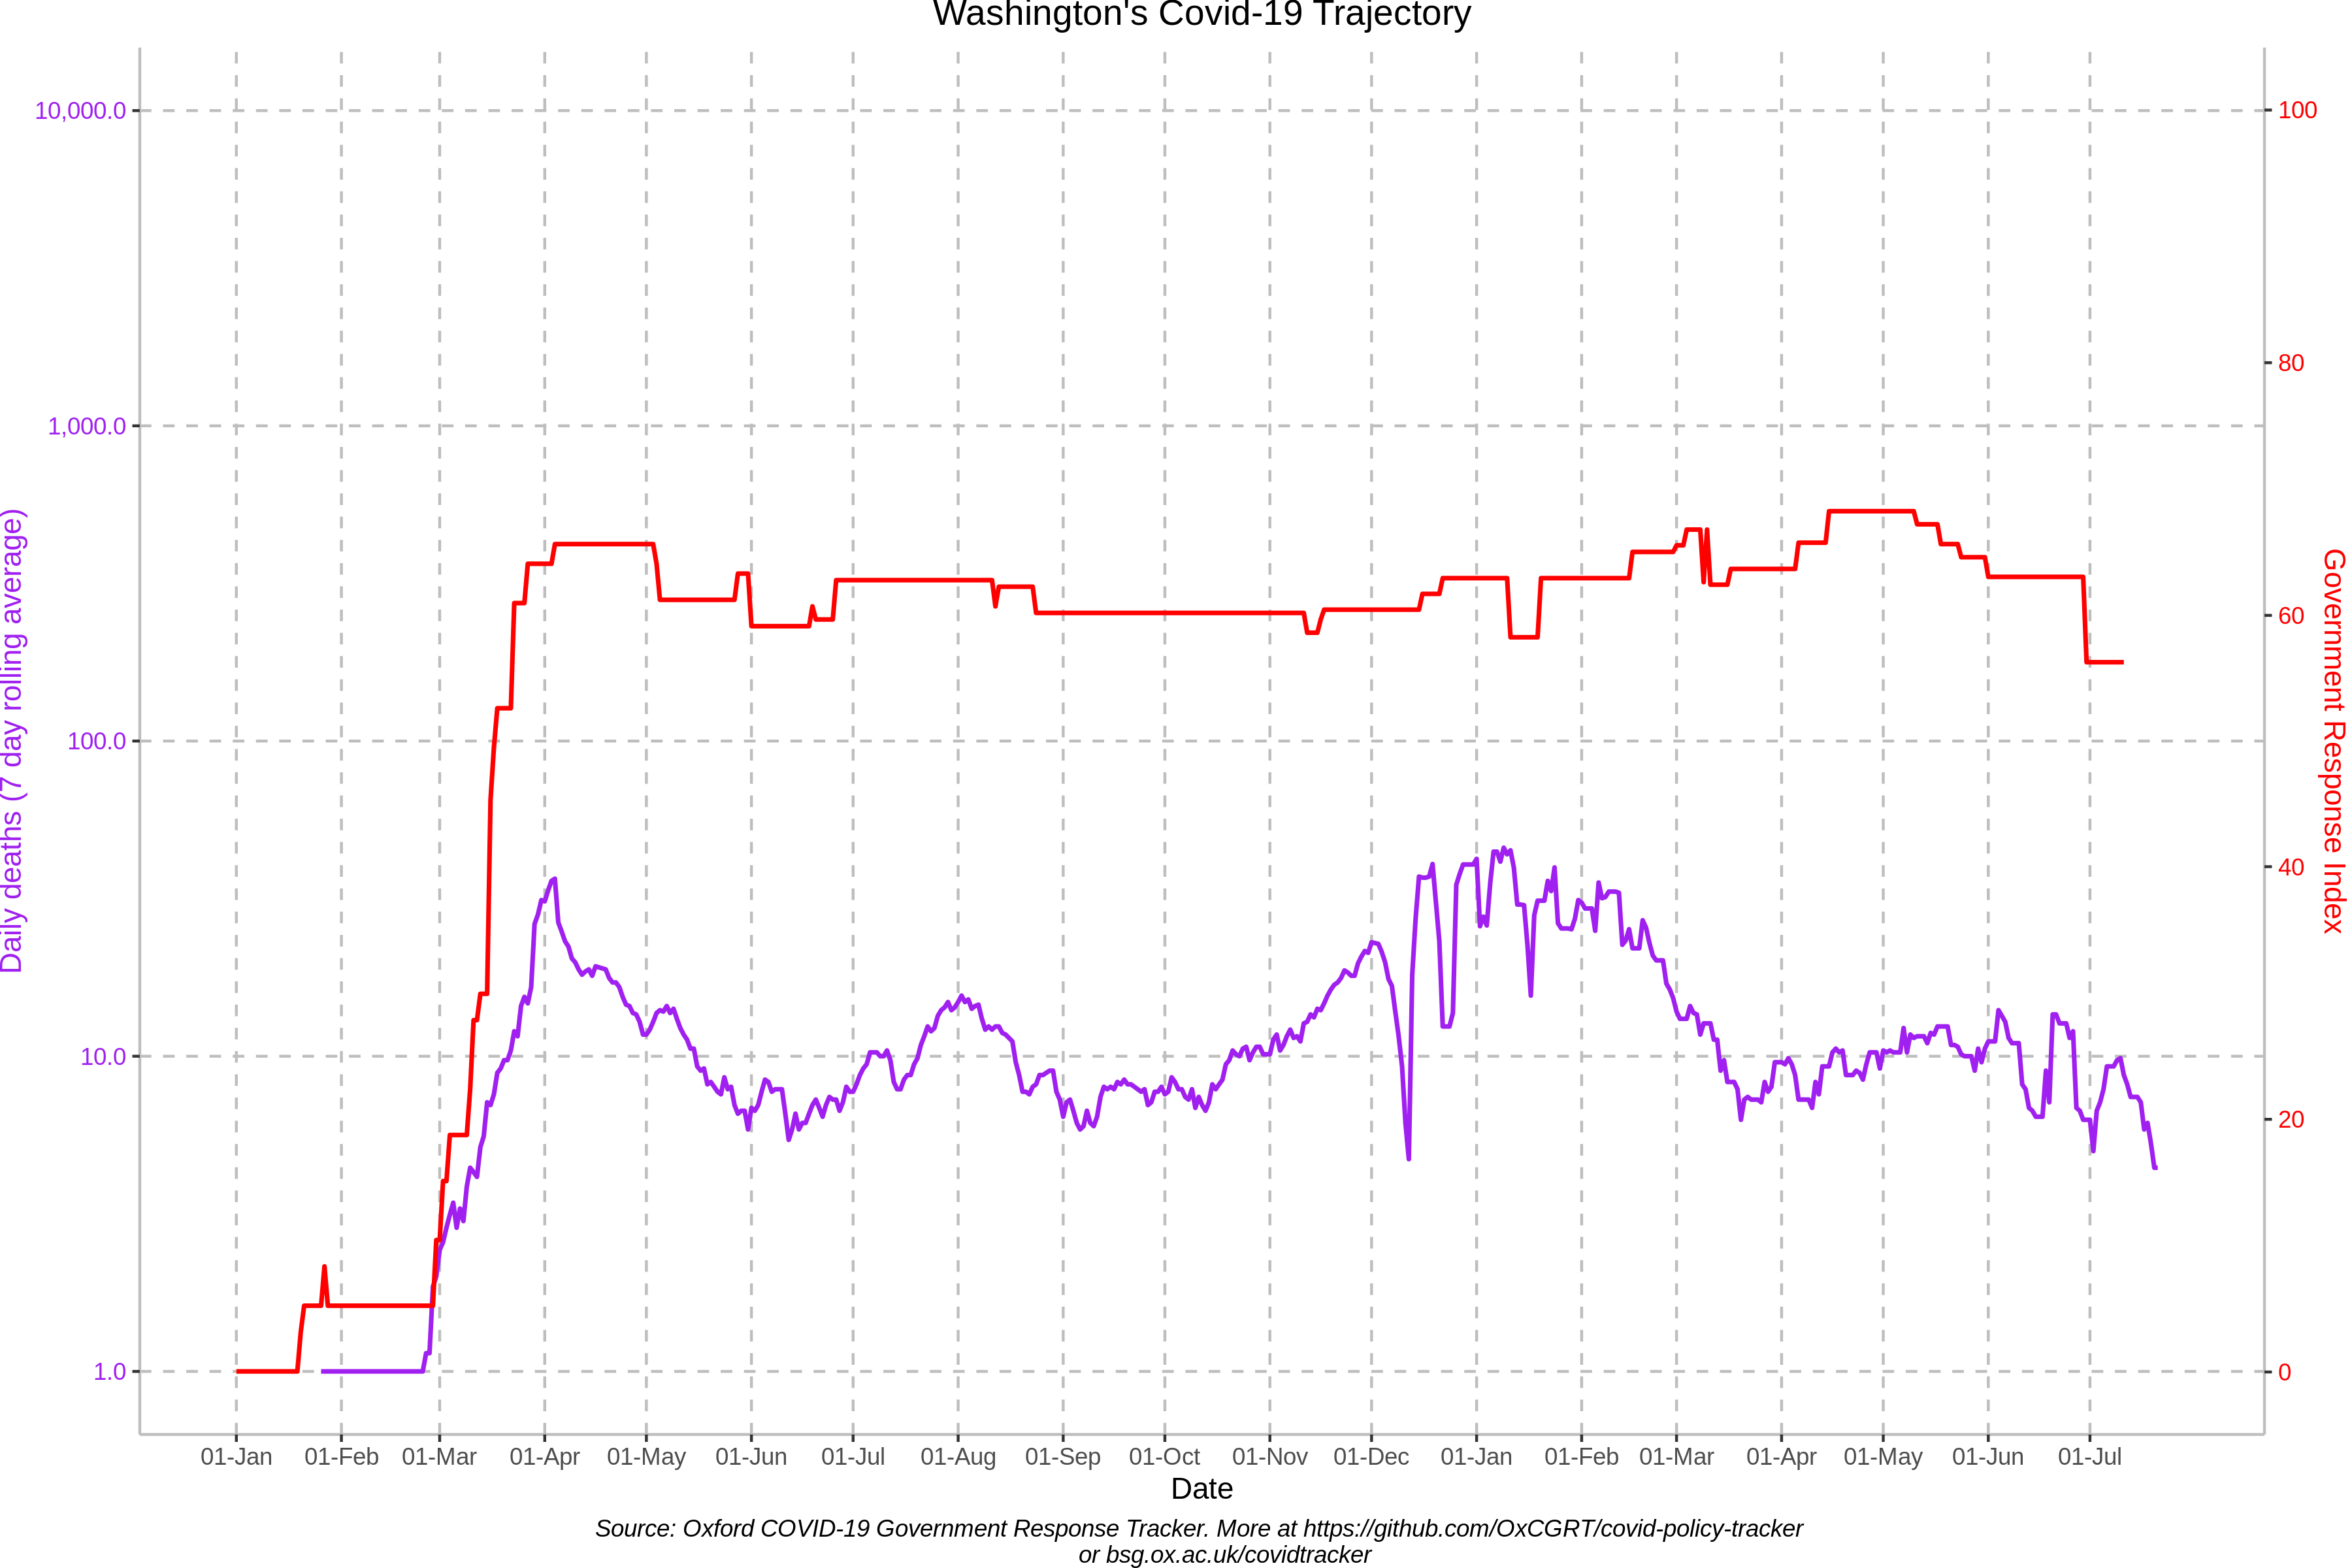 Washington's Covid-19 Trajectory
10,000.0
1,000.0
100.0
10.0
1.0
Daily deaths (7 day rolling average)
100
80
60
40
20
0
Government Response Index
01-Jan 01-Feb 01-Mar 01-Apr 01-May 01-Jun 01-Jul 01-Aug 01-Sep 01-Oct 01-Nov 01-Dec 01-Jan 01-Feb 01-Mar 01-Apr 01-May 01-Jun 01-Jul
Date
Source: Oxford COVID-19 Government Response Tracker. More at https://github.com/OxCGRT/covid-policy-tracker
or bsg.ox.ac.uk/covidtracker